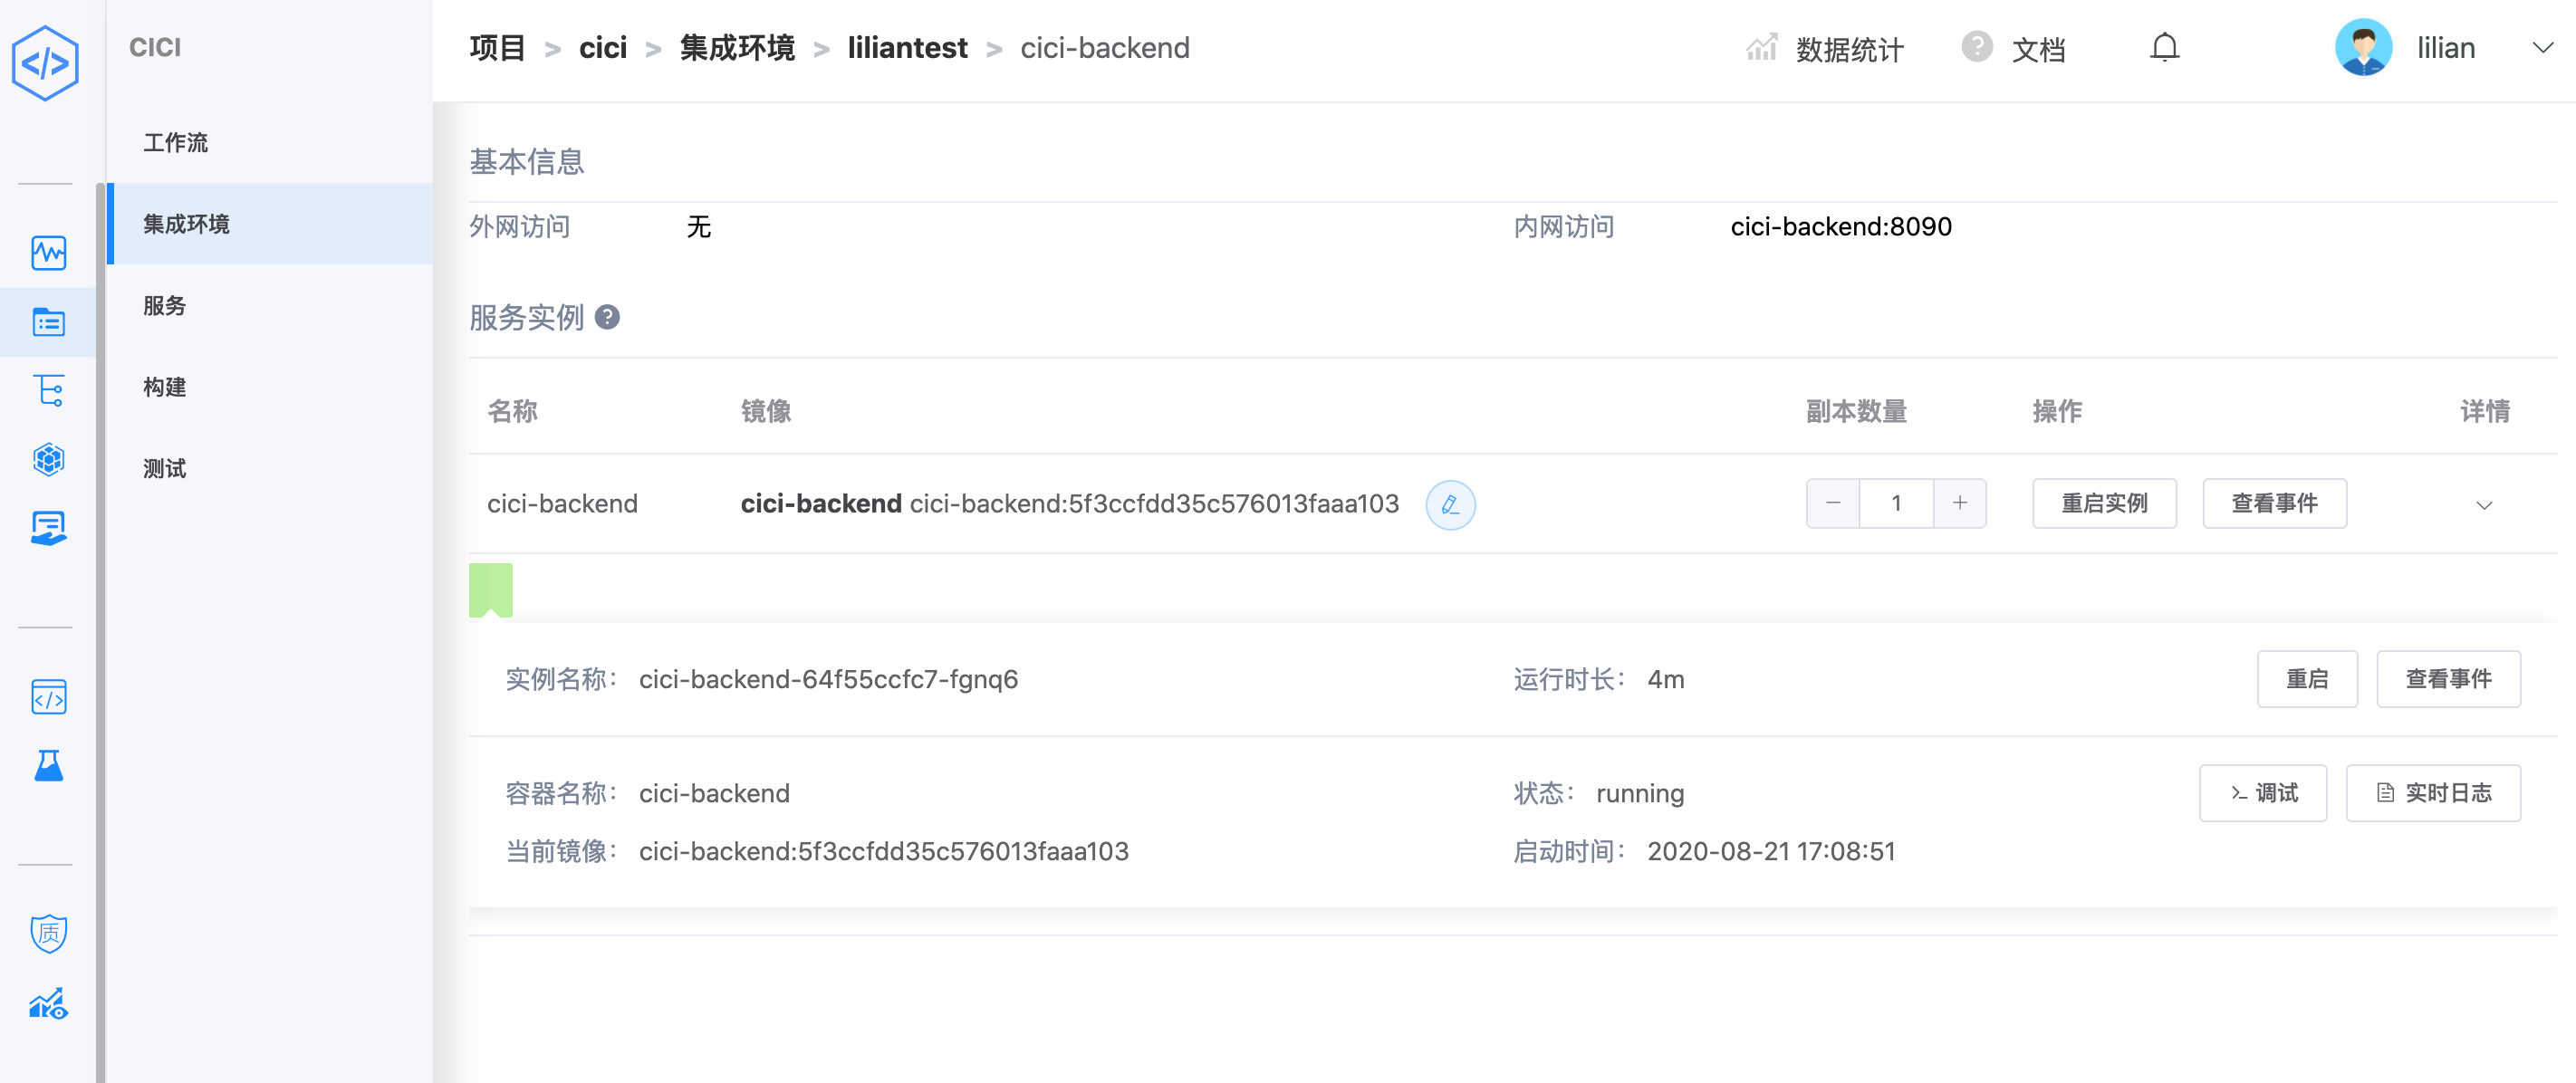 CICI
工作流
集成环境
服务
构建
测试
质
项目 > cici > 集成环境 > liliantest > cici-backend
数据统计
? 文档
lilian
基本信息
外网访问 无 内网访问 cici-backend:8090
服务实例 ?
名称 镜像 副本数量 操作 详情
cici-backend cici-backend cici-backend:5f3ccfdd35c576013faaa103 − 1 + 重启实例 查看事件
实例名称： cici-backend-64f55ccfc7-fgnq6 运行时长： 4m 重启 查看事件
容器名称： cici-backend 状态： running >_ 调试 实时日志
当前镜像： cici-backend:5f3ccfdd35c576013faaa103 启动时间： 2020-08-21 17:08:51